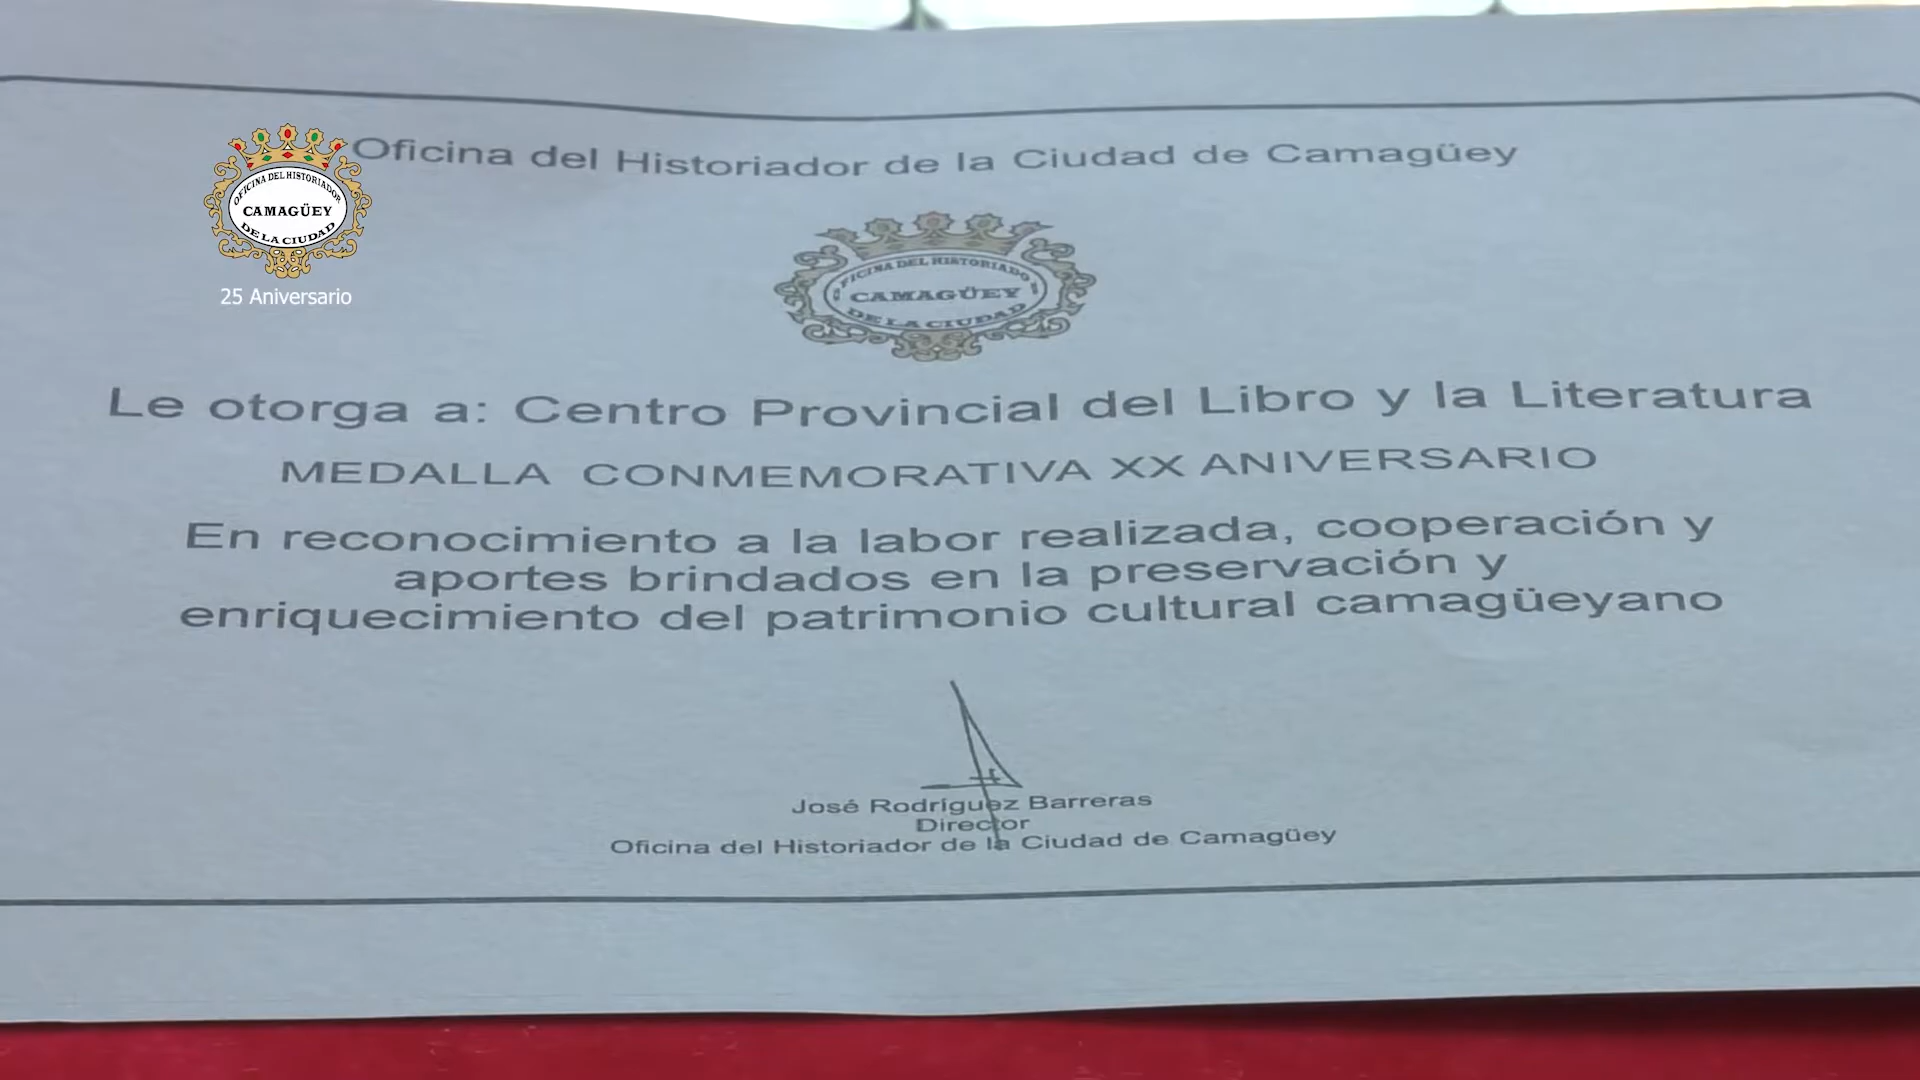 Oficina del Historiador de la Ciudad de Camagüey
OFICINA DEL HISTORIADOR
CAMAGÜEY
DE LA CIUDAD
25 Aniversario
OFICINA DEL HISTORIADOR
CAMAGÜEY
DE LA CIUDAD
Le otorga a: Centro Provincial del Libro y la Literatura
MEDALLA CONMEMORATIVA XX ANIVERSARIO
En reconocimiento a la labor realizada, cooperación y
aportes brindados en la preservación y
enriquecimiento del patrimonio cultural camagüeyano
José Rodríguez Barreras
Director
Oficina del Historiador de la Ciudad de Camagüey